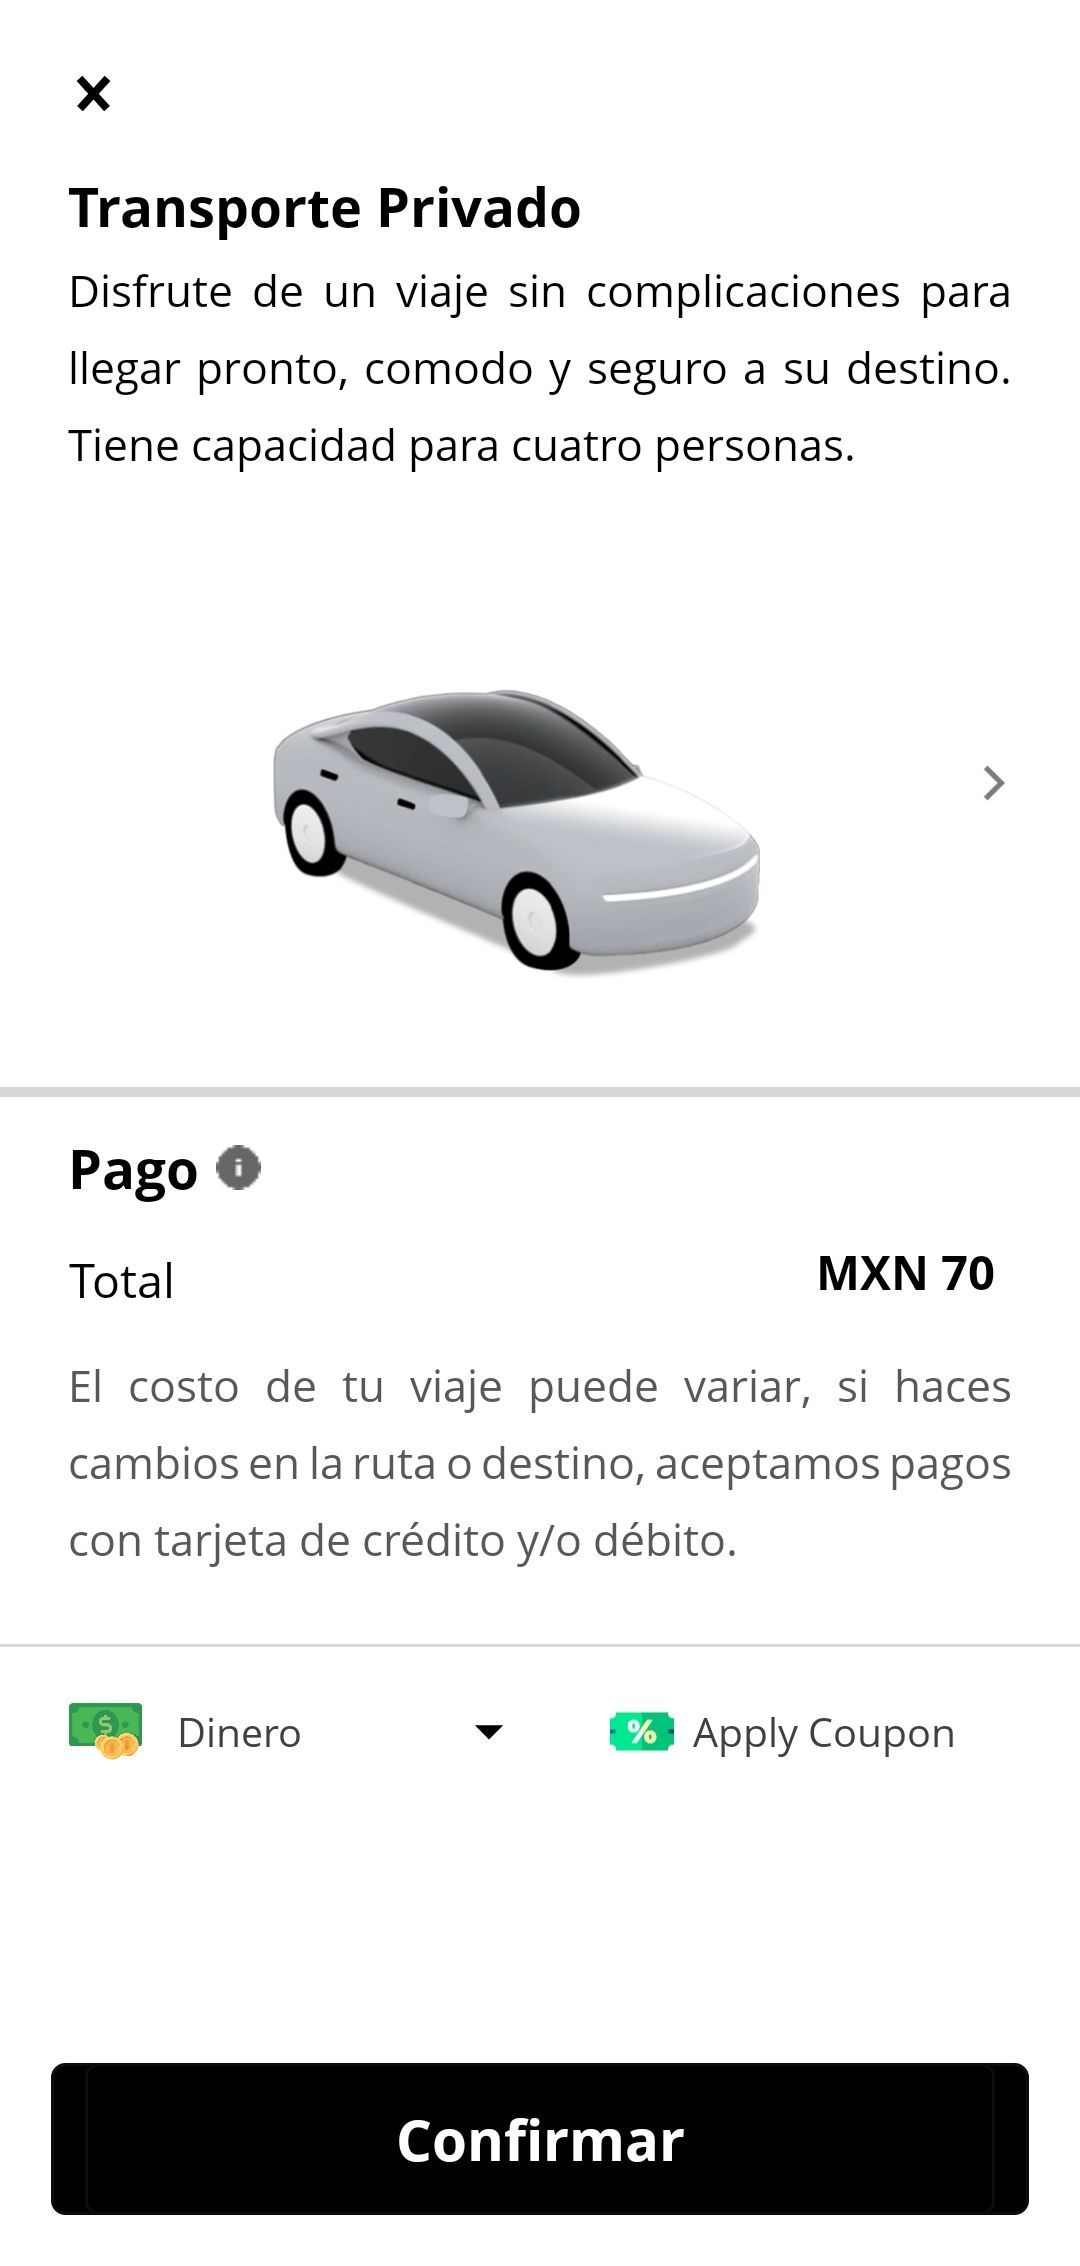 Transporte Privado
Disfrute de un viaje sin complicaciones para
llegar pronto, comodo y seguro a su destino.
Tiene capacidad para cuatro personas.
Pago
Total
MXN 70
El costo de tu viaje puede variar, si haces
cambios en la ruta o destino, aceptamos pagos
con tarjeta de crédito y/o débito.
Dinero
Apply Coupon
Confirmar